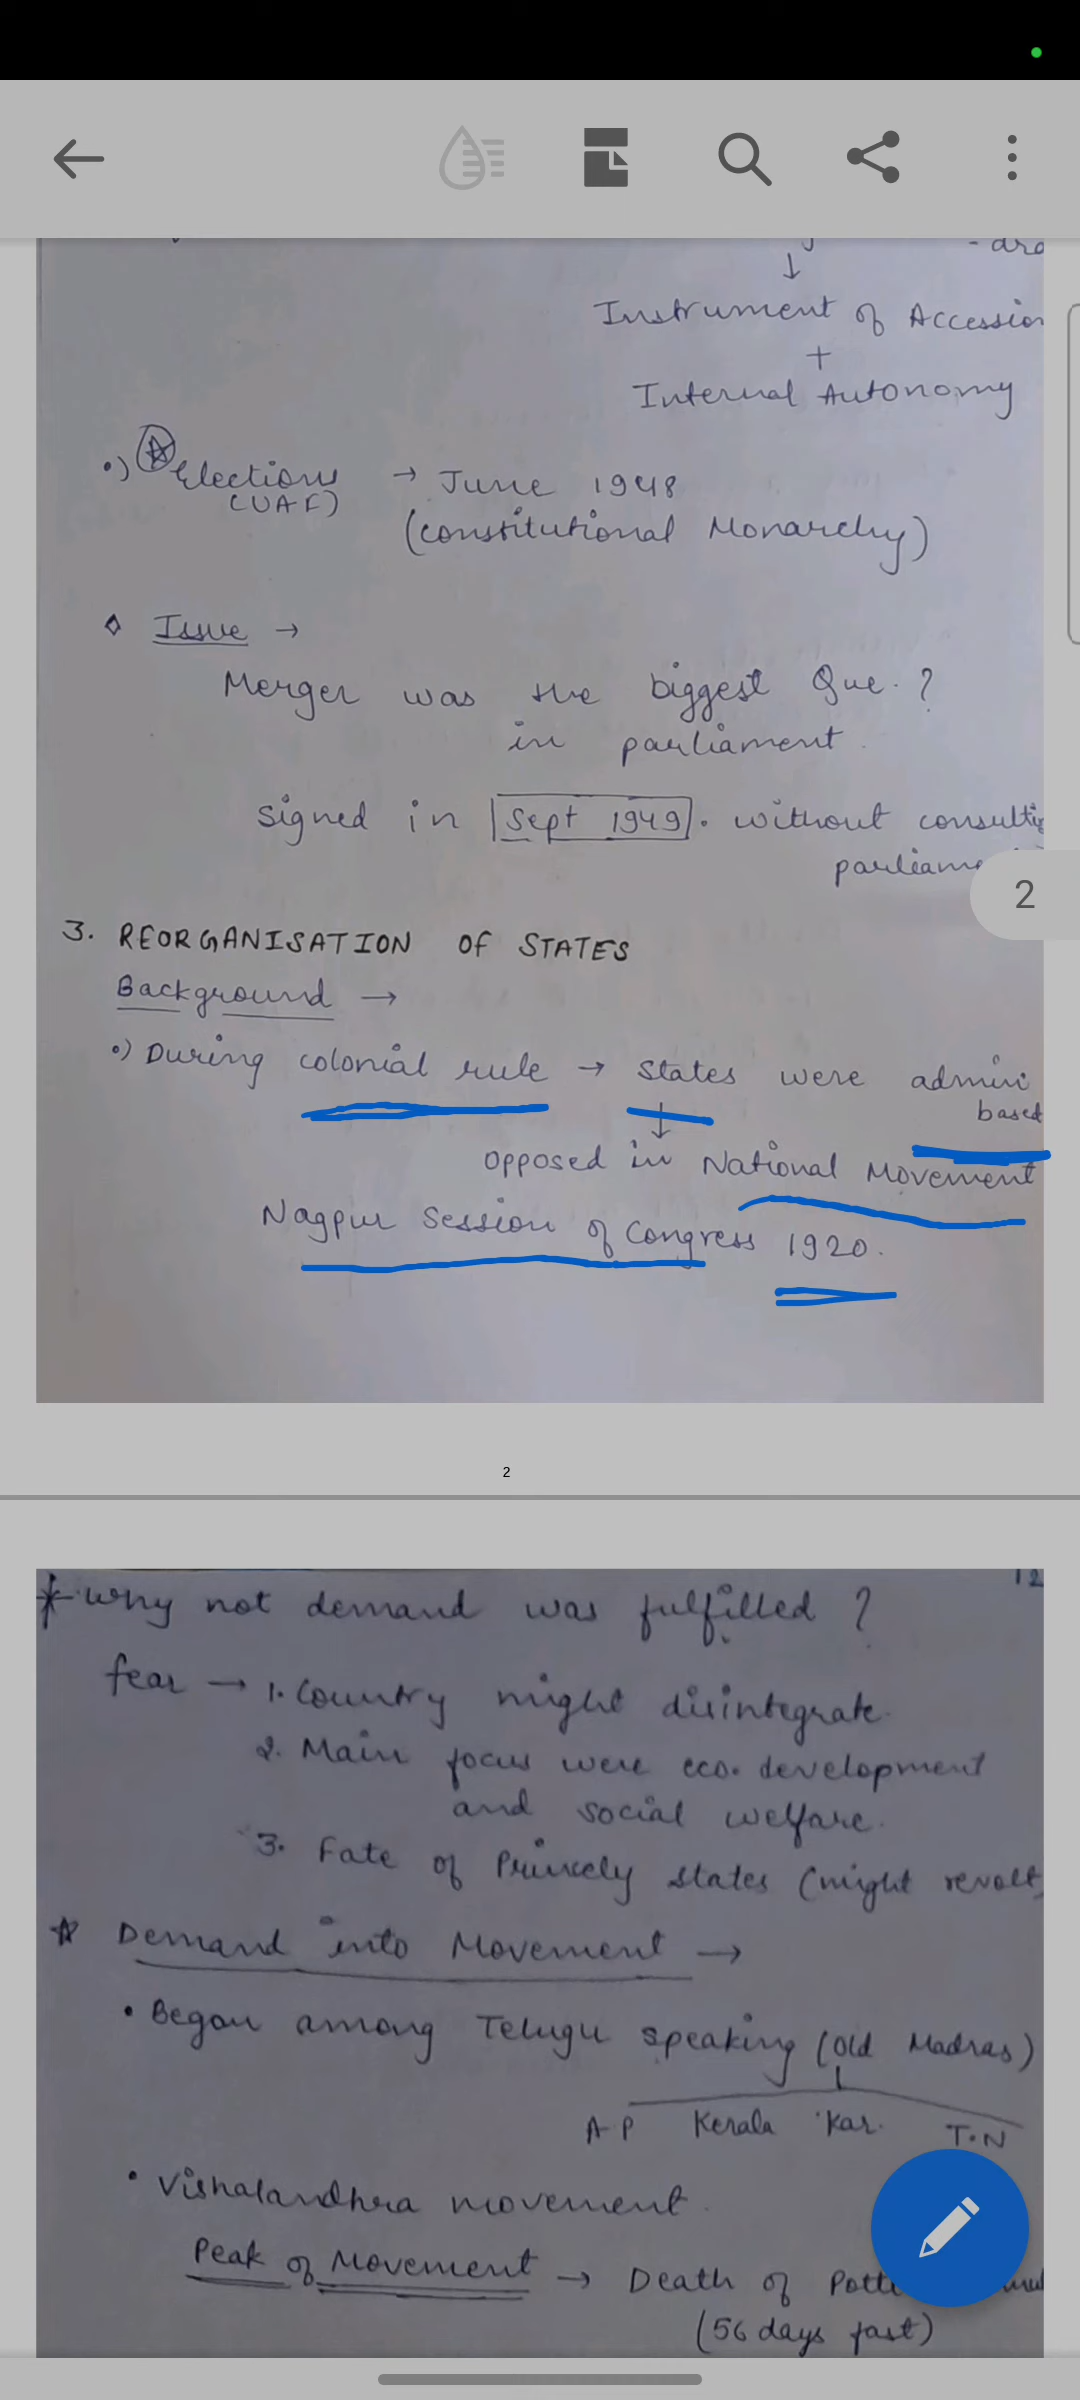 Instrument of Accession
+
Internal Autonomy
•) Elections → June 1948
(UAF)
(constitutional Monarchy)
Issue →
Merger was the biggest Que. ?
in parliament.
signed in Sept 1949. without
2
3. REORGANISATION OF STATES
Background →
•) During colonial rule → States were admini
based
↓
opposed in National Movement
Nagpur Session of Congress 1920.
2
12
* Why not demand was fulfilled ?
fear → 1. Country might disintegrate.
2. Main focus were eco. development
and social welfare.
3. Fate of Princely states (might revolt
Demand into Movement →
• Began among Telugu speaking (Old Madras)
A.P Kerala Kar. T.N
• Vishalandhra movement.
Peak of Movement → Death of
(56 days fast)